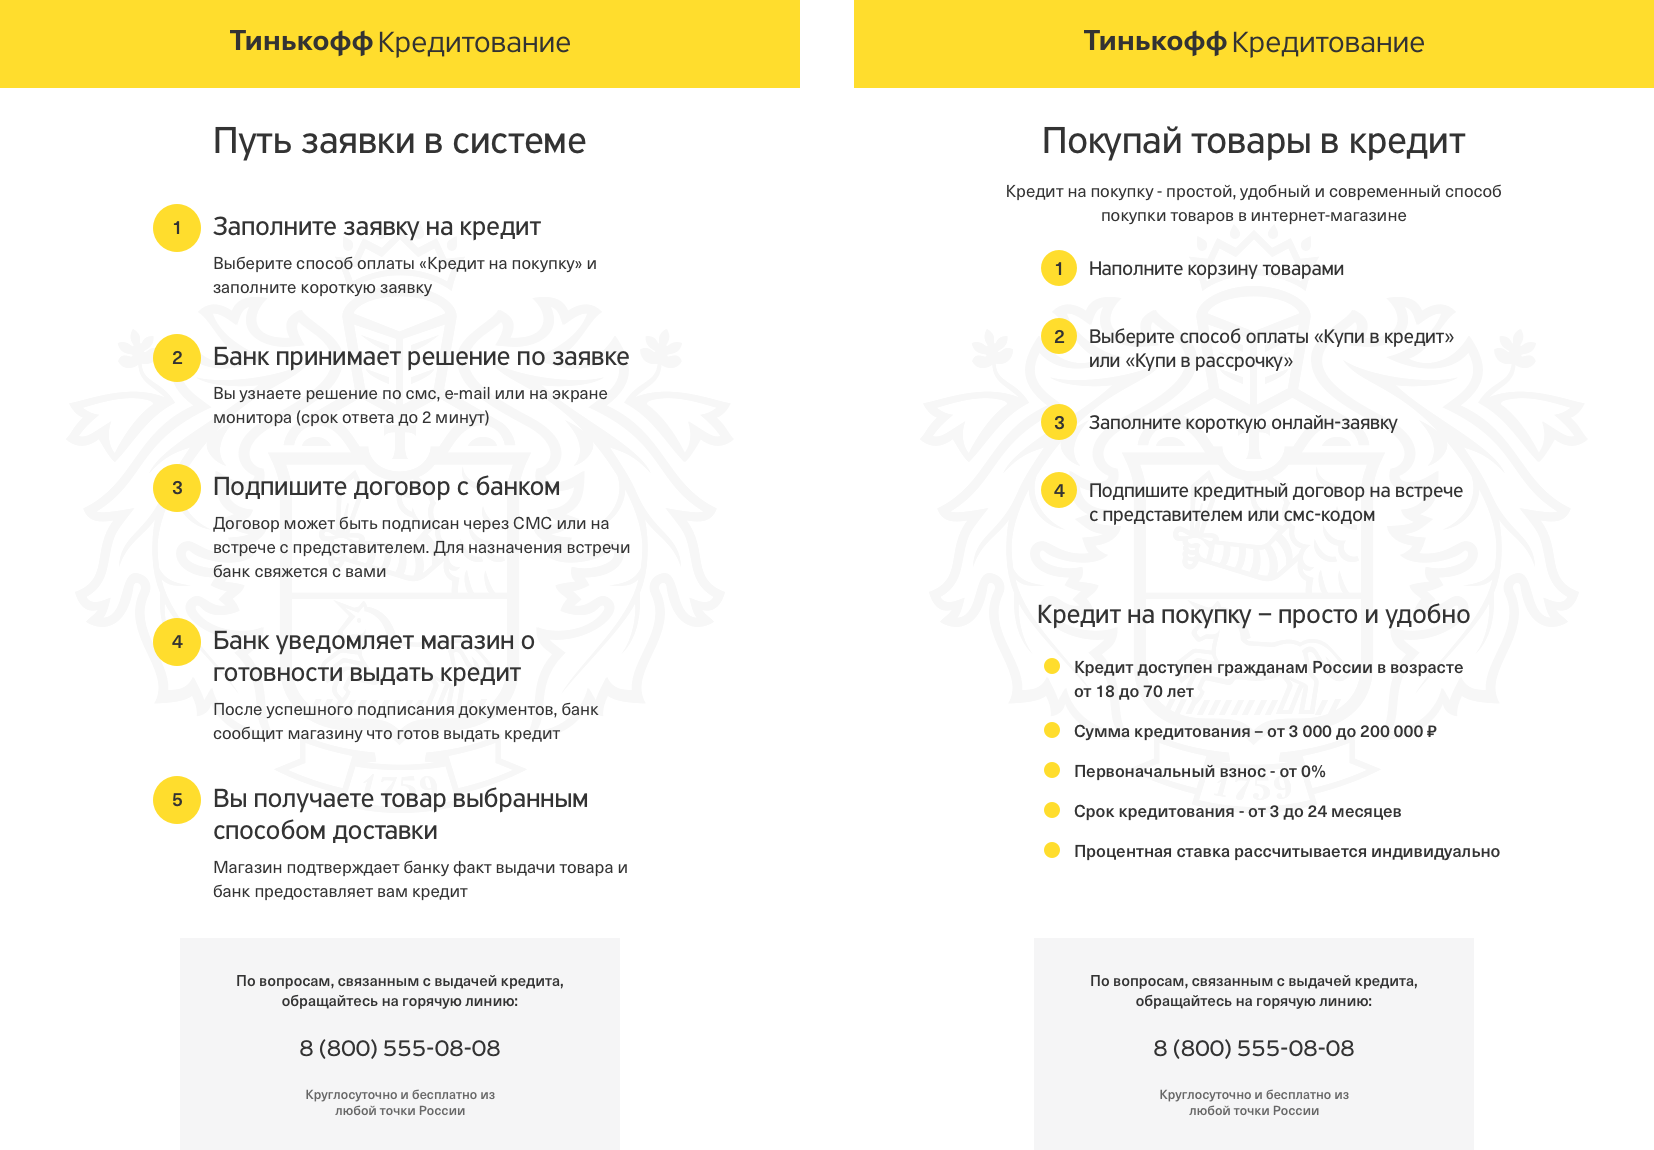 Тинькофф Кредитование
Путь заявки в системе
1 Заполните заявку на кредит
Выберите способ оплаты «Кредит на покупку» и
заполните короткую заявку
2 Банк принимает решение по заявке
Вы узнаете решение по смс, e-mail или на экране
монитора (срок ответа до 2 минут)
3 Подпишите договор с банком
Договор может быть подписан через СМС или на
встрече с представителем. Для назначения встречи
банк свяжется с вами
4 Банк уведомляет магазин о
готовности выдать кредит
После успешного подписания документов, банк
сообщит магазину что готов выдать кредит
1759
5 Вы получаете товар выбранным
способом доставки
Магазин подтверждает банку факт выдачи товара и
банк предоставляет вам кредит
По вопросам, связанным с выдачей кредита,
обращайтесь на горячую линию:
8 (800) 555-08-08
Круглосуточно и бесплатно из
любой точки России
Тинькофф Кредитование
Покупай товары в кредит
Кредит на покупку - простой, удобный и современный способ
покупки товаров в интернет-магазине
1 Наполните корзину товарами
2 Выберите способ оплаты «Купи в кредит»
или «Купи в рассрочку»
3 Заполните короткую онлайн-заявку
4 Подпишите кредитный договор на встрече
с представителем или смс-кодом
Кредит на покупку – просто и удобно
Кредит доступен гражданам России в возрасте
от 18 до 70 лет
Сумма кредитования – от 3 000 до 200 000 ₽
Первоначальный взнос - от 0%
1759
Срок кредитования - от 3 до 24 месяцев
Процентная ставка рассчитывается индивидуально
По вопросам, связанным с выдачей кредита,
обращайтесь на горячую линию:
8 (800) 555-08-08
Круглосуточно и бесплатно из
любой точки России